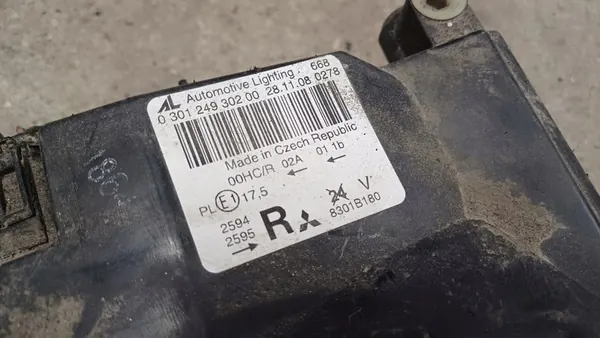 AL Automotive Lighting 668
0 301 249 302 00 28.11.08 0278
Made in Czech Republic
00HC/R 02A 01 1b
PL E1 17,5
24 V
2594
2595
R
8301B180